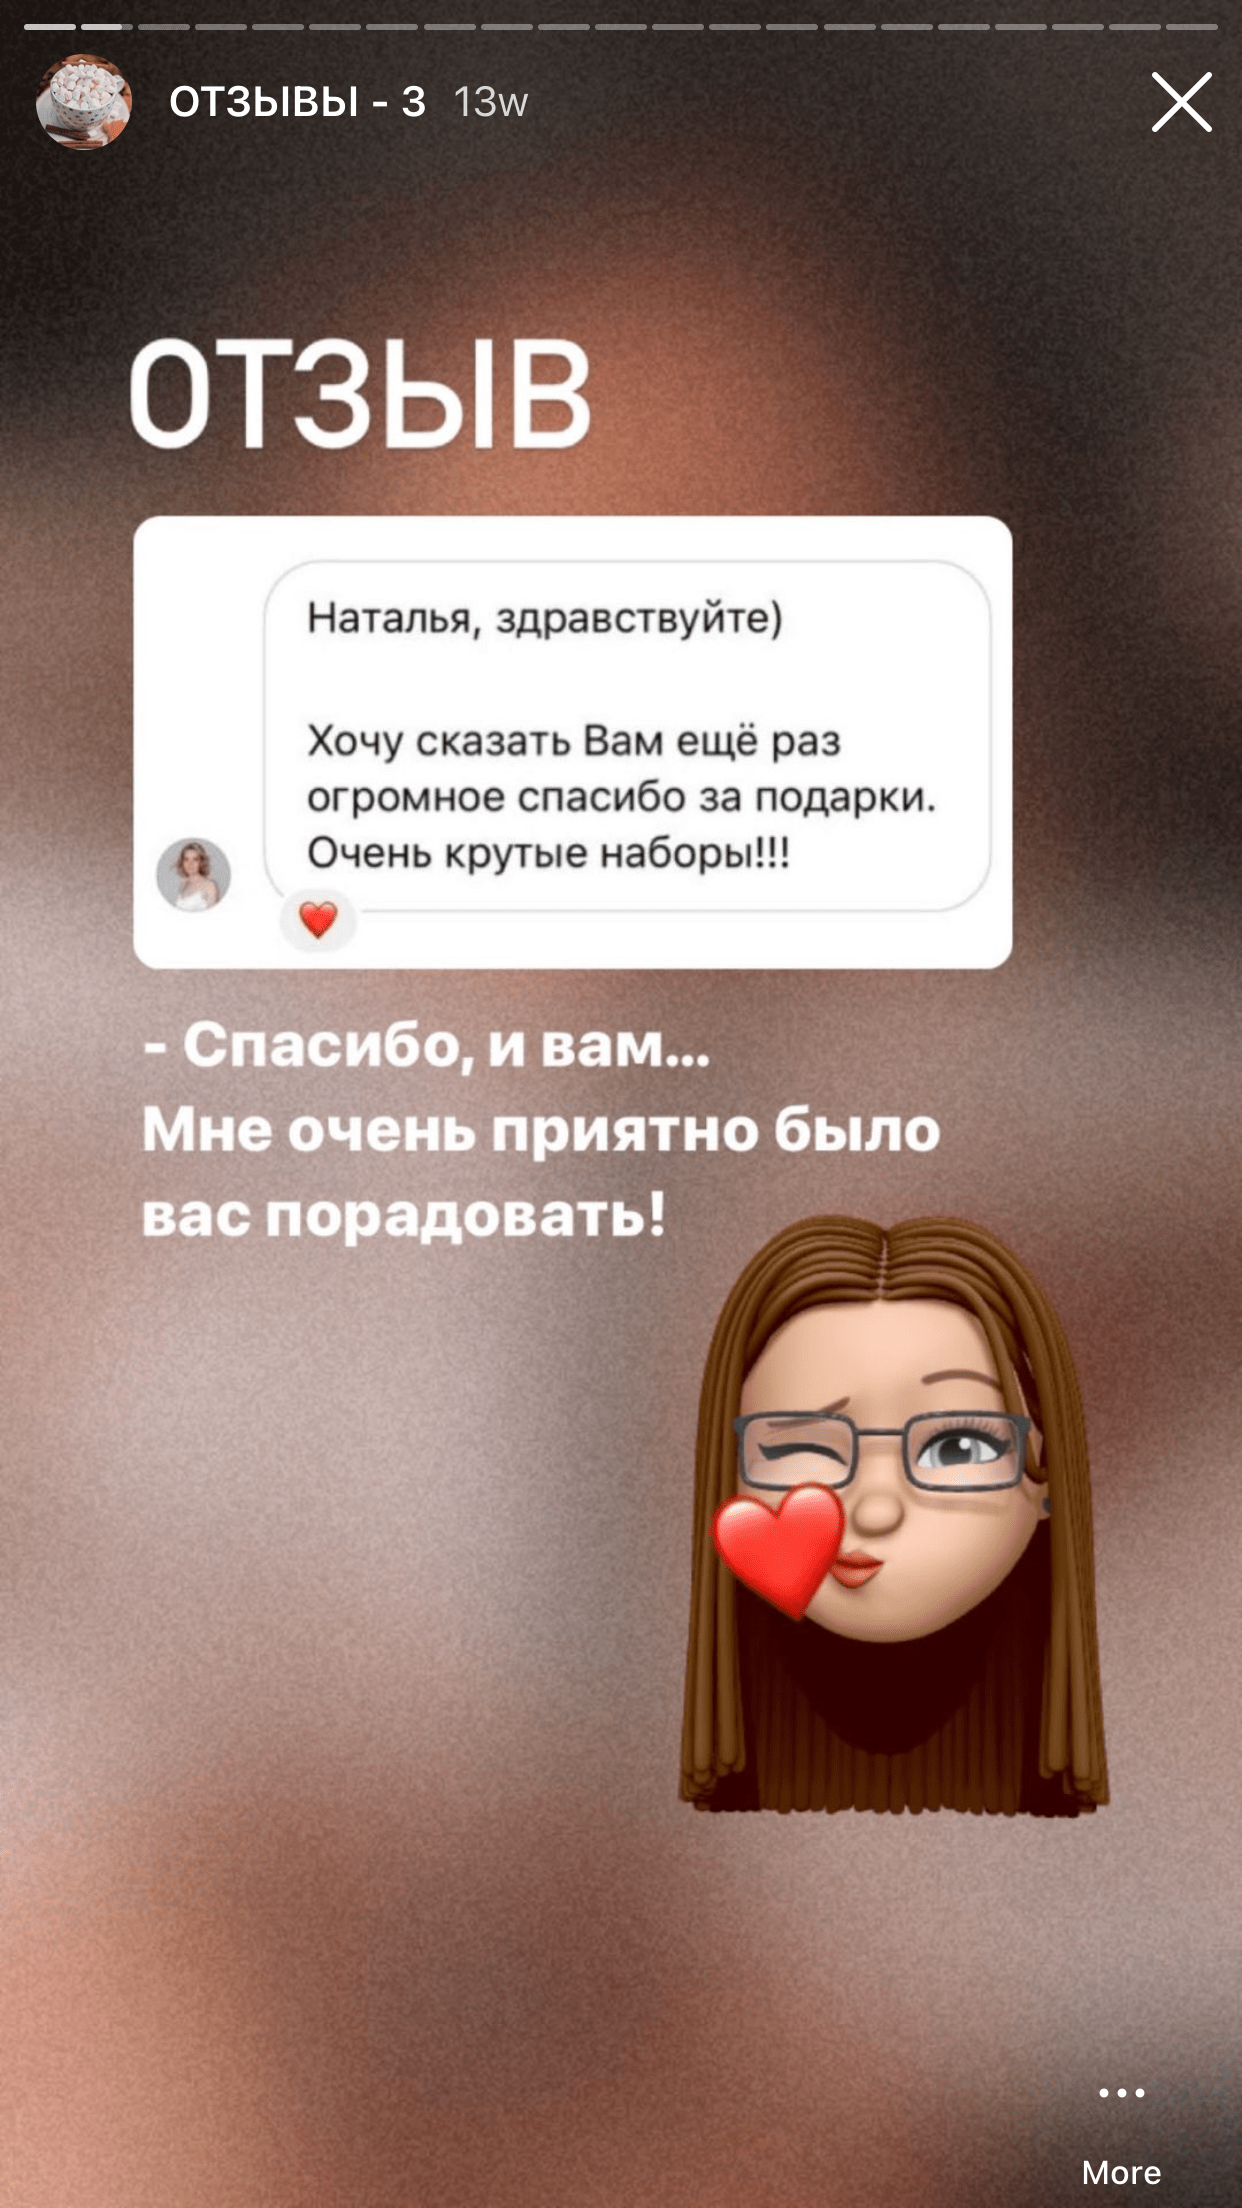 ОТЗЫВЫ - 3 13w
ОТЗЫВ
Наталья, здравствуйте)
Хочу сказать Вам ещё раз
огромное спасибо за подарки.
Очень крутые наборы!!!
- Спасибо, и вам...
Мне очень приятно было
вас порадовать!
More